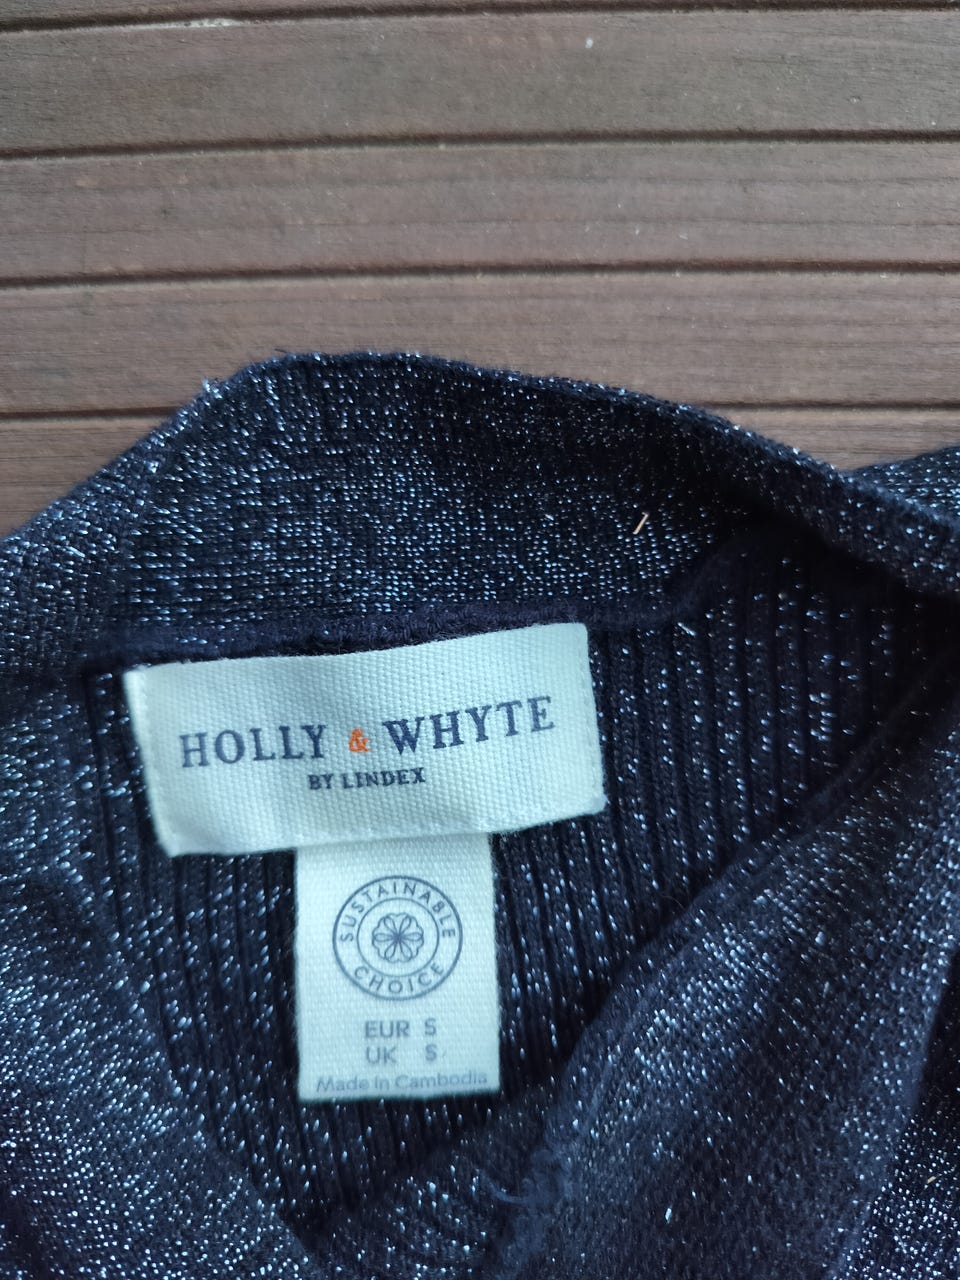 HOLLY & WHYTE
BY LINDEX
SUSTAINABLE
CHOICE
EUR S
UK S
Made in Cambodia